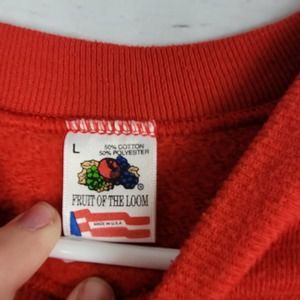 L
50% COTTON
50% POLYESTER
®
FRUIT OF THE LOOM
MADE IN U.S.A.